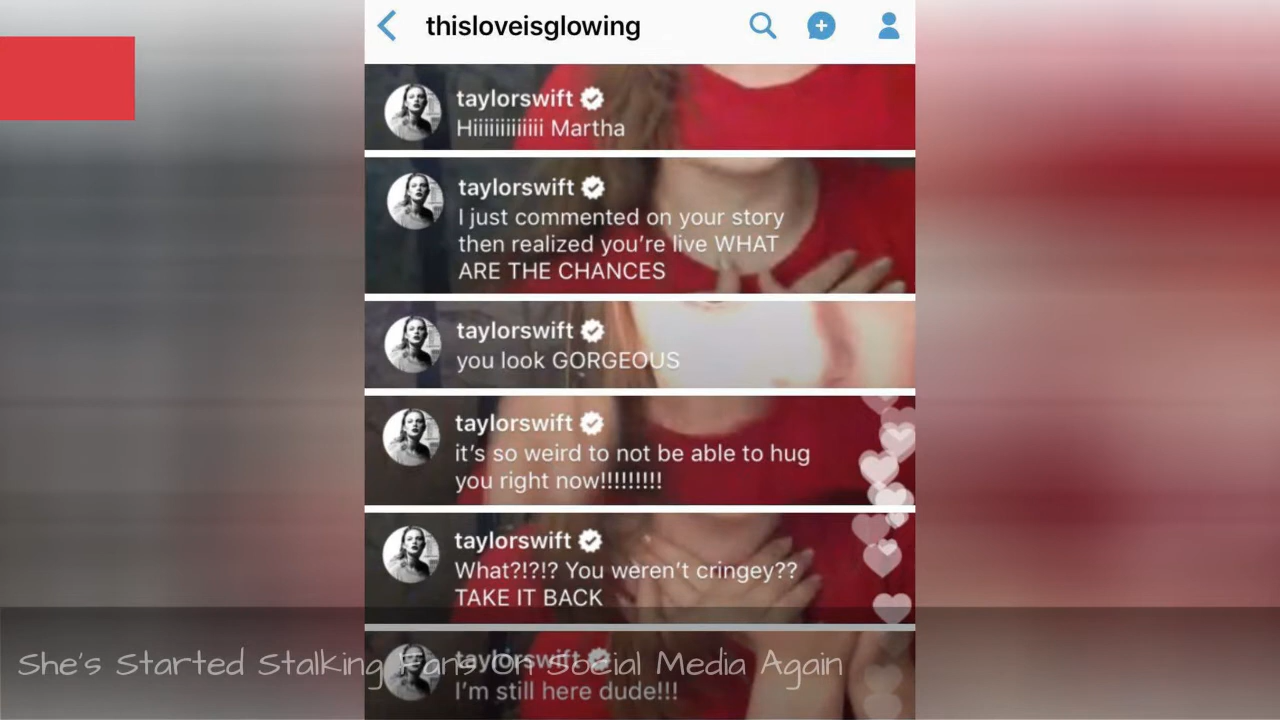 thisloveisglowing
taylorswift
Hiiiiiiiiiiiii Martha
taylorswift
I just commented on your story
then realized you're live WHAT
ARE THE CHANCES
taylorswift
you look GORGEOUS
taylorswift
it's so weird to not be able to hug
you right now!!!!!!!!!
taylorswift
What?!?!? You weren't cringey??
TAKE IT BACK
taylorswift
She's Started Stalking Fans On Social Media Again
I'm still here dude!!!